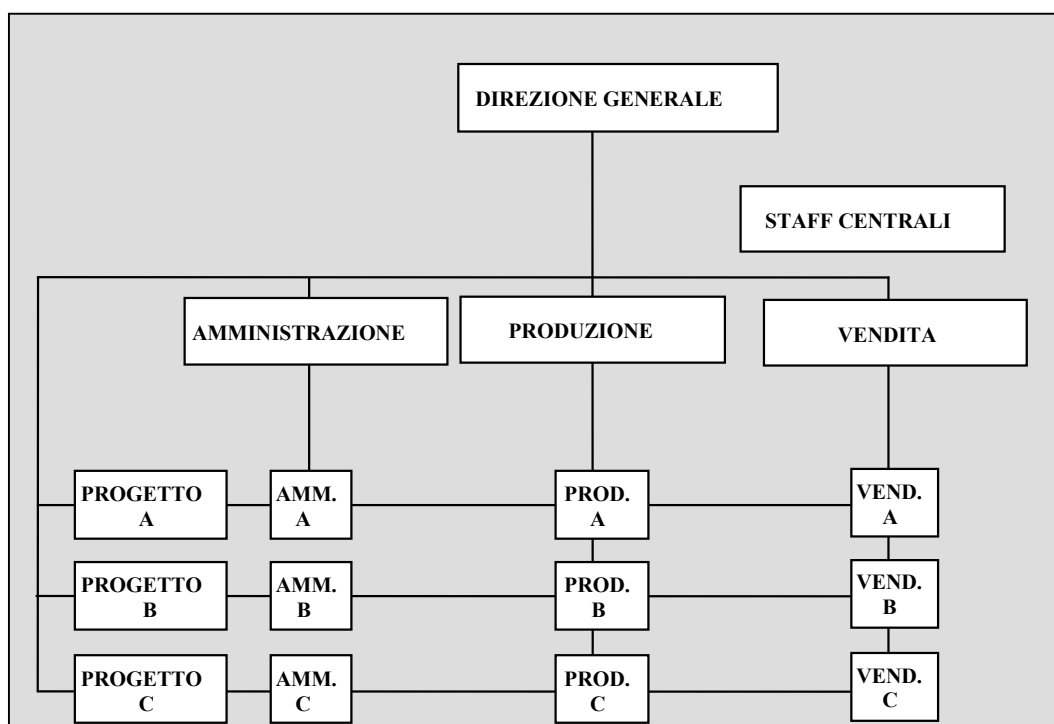 DIREZIONE GENERALE
STAFF CENTRALI
AMMINISTRAZIONE
PRODUZIONE
VENDITA
PROGETTO
A
AMM.
A
PROD.
A
VEND.
A
PROGETTO
B
AMM.
B
PROD.
B
VEND.
B
PROGETTO
C
AMM.
C
PROD.
C
VEND.
C